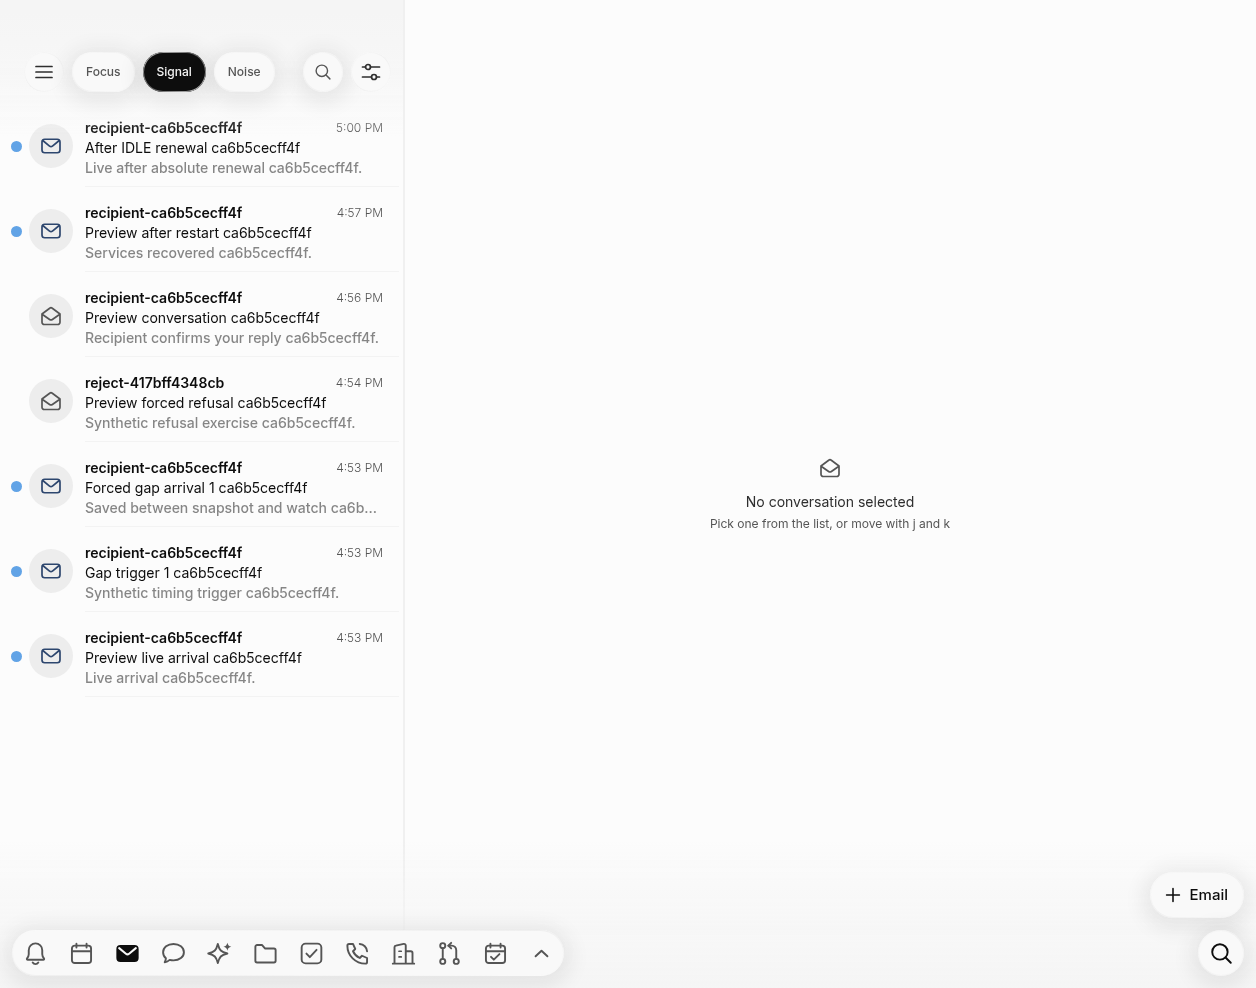 Focus
Signal
Noise
recipient-ca6b5cecff4f 5:00 PM
After IDLE renewal ca6b5cecff4f
Live after absolute renewal ca6b5cecff4f.
recipient-ca6b5cecff4f 4:57 PM
Preview after restart ca6b5cecff4f
Services recovered ca6b5cecff4f.
recipient-ca6b5cecff4f 4:56 PM
Preview conversation ca6b5cecff4f
Recipient confirms your reply ca6b5cecff4f.
reject-417bff4348cb 4:54 PM
Preview forced refusal ca6b5cecff4f
Synthetic refusal exercise ca6b5cecff4f.
recipient-ca6b5cecff4f 4:53 PM
Forced gap arrival 1 ca6b5cecff4f
Saved between snapshot and watch ca6b...
recipient-ca6b5cecff4f 4:53 PM
Gap trigger 1 ca6b5cecff4f
Synthetic timing trigger ca6b5cecff4f.
recipient-ca6b5cecff4f 4:53 PM
Preview live arrival ca6b5cecff4f
Live arrival ca6b5cecff4f.
No conversation selected
Pick one from the list, or move with j and k
Email